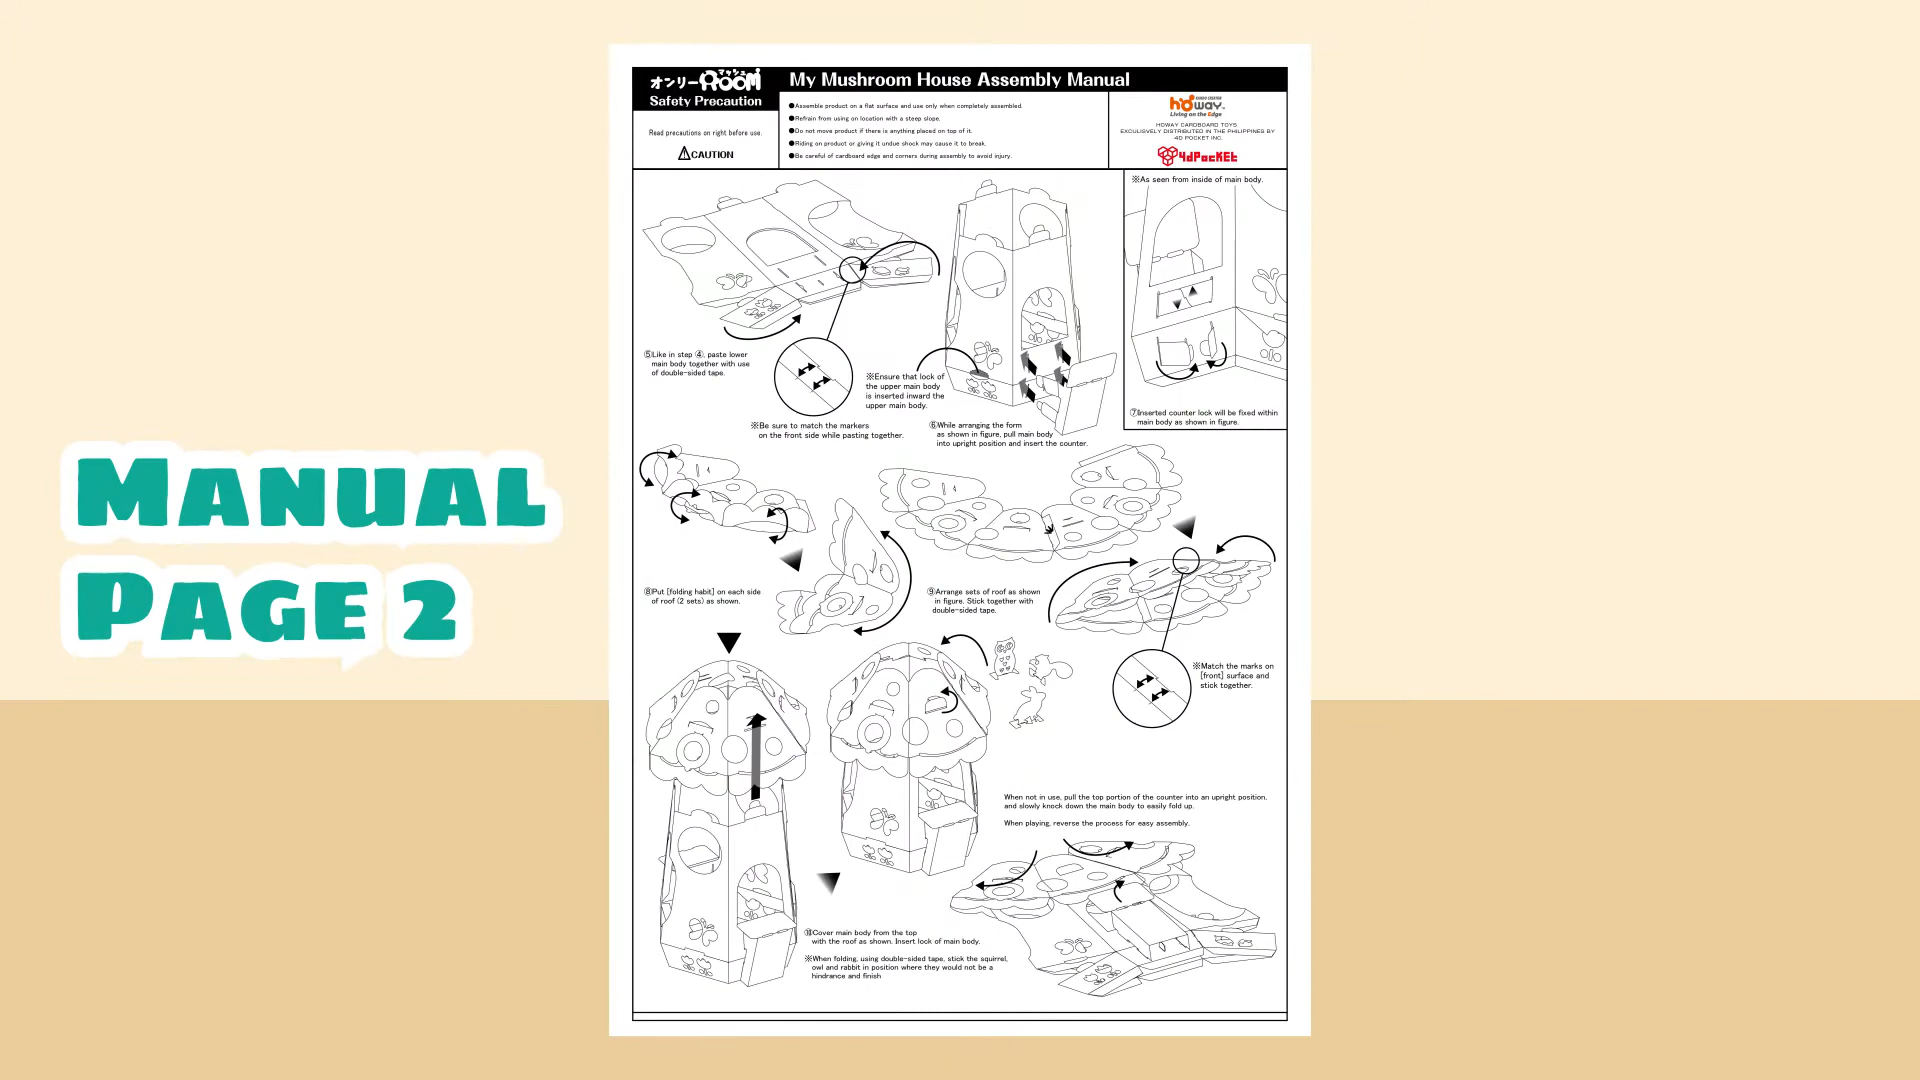 Manual
Page 2
オンリーRoom
マッシュ
My Mushroom House Assembly Manual
Safety Precaution
Read precautions on right before use.
CAUTION
●Assemble product on a flat surface and use only when completely assembled.
●Refrain from using on location with a steep slope.
●Do not move product if there is anything placed on top of it.
●Riding on product or giving it undue shock may cause it to break.
●Be careful of cardboard edge and corners during assembly to avoid injury.
howay
Living on the Edge
HOWAY CARDBOARD TOYS
EXCULISVELY DISTRIBUTED IN THE PHILIPPINES BY
4D POCKET INC.
4dPocKEt
※As seen from inside of main body.
⑤Like in step ④, paste lower
main body together with use
of double-sided tape.
※Be sure to match the markers
on the front side while pasting together.
※Ensure that lock of
the upper main body
is inserted inward the
upper main body.
⑥While arranging the form
as shown in figure, pull main body
into upright position and insert the counter.
⑦Inserted counter lock will be fixed within
main body as shown in figure.
⑧Put [folding habit] on each side
of roof (2 sets) as shown.
⑨Arrange sets of roof as shown
in figure. Stick together with
double-sided tape.
※Match the marks on
[front] surface and
stick together.
When not in use, pull the top portion of the counter into an upright position,
and slowly knock down the main body to easily fold up.
When playing, reverse the process for easy assembly.
⑩Cover main body from the top
with the roof as shown. Insert lock of main body.
※When folding, using double-sided tape, stick the squirrel,
owl and rabbit in position where they would not be a
hindrance and finish